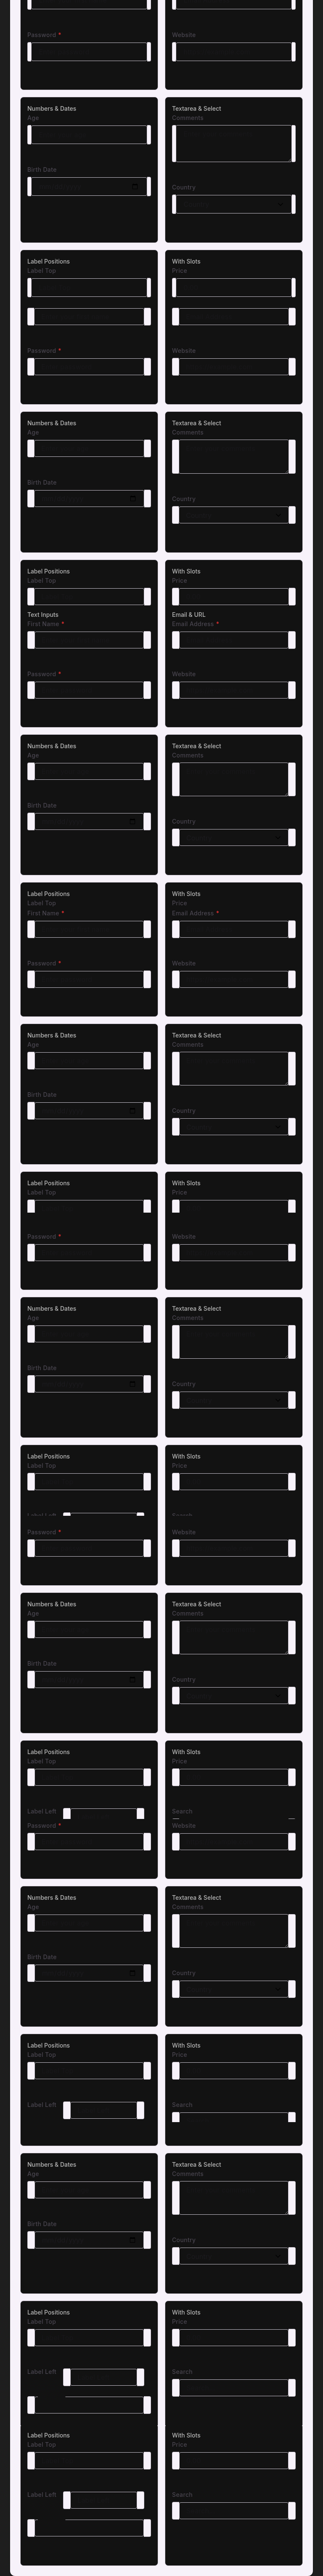 Password *
Website
Numbers & Dates
Textarea & Select
Age
Comments
Birth Date
Country
Label Positions
With Slots
Label Top
Price
Password *
Website
Numbers & Dates
Textarea & Select
Age
Comments
Birth Date
Country
Label Positions
With Slots
Label Top
Price
Text Inputs
Email & URL
First Name *
Email Address *
Password *
Website
Numbers & Dates
Textarea & Select
Age
Comments
Birth Date
Country
Label Positions
With Slots
Label Top
Price
First Name *
Email Address *
Password *
Website
Numbers & Dates
Textarea & Select
Age
Comments
Birth Date
Country
Label Positions
With Slots
Label Top
Price
Password *
Website
Numbers & Dates
Textarea & Select
Age
Comments
Birth Date
Country
Label Positions
With Slots
Label Top
Price
Label Left
Search
Password *
Website
Numbers & Dates
Textarea & Select
Age
Comments
Birth Date
Country
Label Positions
With Slots
Label Top
Price
Label Left
Search
Password *
Website
Numbers & Dates
Textarea & Select
Age
Comments
Birth Date
Country
Label Positions
With Slots
Label Top
Price
Label Left
Search
Numbers & Dates
Textarea & Select
Age
Comments
Birth Date
Country
Label Positions
With Slots
Label Top
Price
Label Left
Search
Label Positions
With Slots
Label Top
Price
Label Left
Search